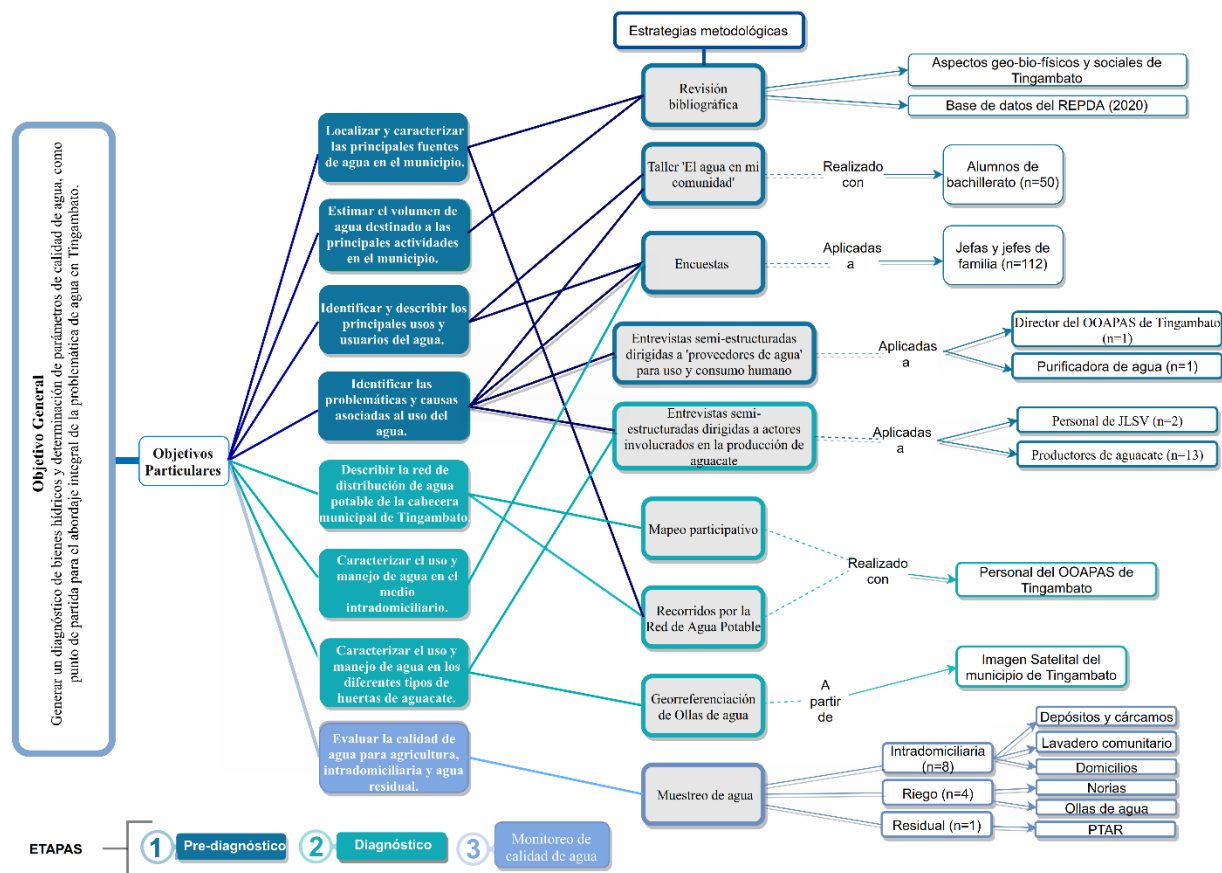 Estrategias metodológicas
Objetivo General
Generar un diagnóstico de bienes hídricos y determinación de parámetros de calidad de agua, como
punto de partida para el abordaje integral de la problemática de agua en Tingambato.
Objetivos
Particulares
Localizar y caracterizar
las principales fuentes
de agua en el municipio.
Estimar el volumen de
agua destinado a las
principales actividades
en el municipio.
Identificar y describir los
principales usos y
usuarios del agua.
Identificar las
problemáticas y causas
asociadas al uso del
agua.
Describir la red de
distribución de agua
potable de la cabecera
municipal de Tingambato.
Caracterizar el uso y
manejo de agua en el
medio
intradomiciliario.
Caracterizar el uso y
manejo de agua en los
diferentes tipos de
huertas de aguacate.
Evaluar la calidad de
agua para agricultura,
intradomiciliaria y agua
residual.
Revisión
bibliográfica
Aspectos geo-bio-físicos y sociales de
Tingambato
Base de datos del REPDA (2020)
Taller 'El agua en mi
comunidad'
Realizado
con
Alumnos de
bachillerato (n=50)
Encuestas
Aplicadas
a
Jefas y jefes de
familia (n=112)
Entrevistas semi-estructuradas
dirigidas a 'proveedores de agua'
para uso y consumo humano
Aplicadas
a
Director del OOAPAS de Tingambato
(n=1)
Purificadora de agua (n=1)
Entrevistas semi-
estructuradas dirigidas a actores
involucrados en la producción de
aguacate
Aplicadas
a
Personal de JLSV (n=2)
Productores de aguacate (n=13)
Mapeo participativo
Recorridos por la
Red de Agua Potable
Realizado
con
Personal del OOAPAS de
Tingambato
Georreferenciación
de Ollas de agua
A
partir
de
Imagen Satelital del
municipio de Tingambato
Muestreo de agua
Intradomiciliaria
(n=8)
Depósitos y cárcamos
Lavadero comunitario
Domicilios
Riego (n=4)
Norias
Ollas de agua
Residual (n=1)
PTAR
ETAPAS
1 Pre-diagnóstico
2 Diagnóstico
3 Monitoreo de
calidad de agua